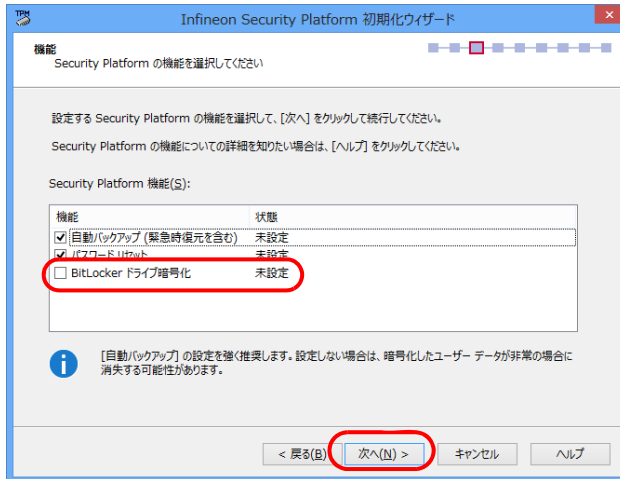 TPM
Infineon Security Platform 初期化ウィザード
機能
Security Platform の機能を選択してください
設定する Security Platform の機能を選択して、[次へ] をクリックして続行してください。
Security Platform の機能についての詳細を知りたい場合は、[ヘルプ] をクリックしてください。
Security Platform 機能(S):
機能 状態
自動バックアップ (緊急時復元を含む) 未設定
パスワード リセット 未設定
BitLocker ドライブ暗号化 未設定
[自動バックアップ] の設定を強く推奨します。設定しない場合は、暗号化したユーザー データが非常の場合に
消失する可能性があります。
< 戻る(B) 次へ(N) > キャンセル ヘルプ